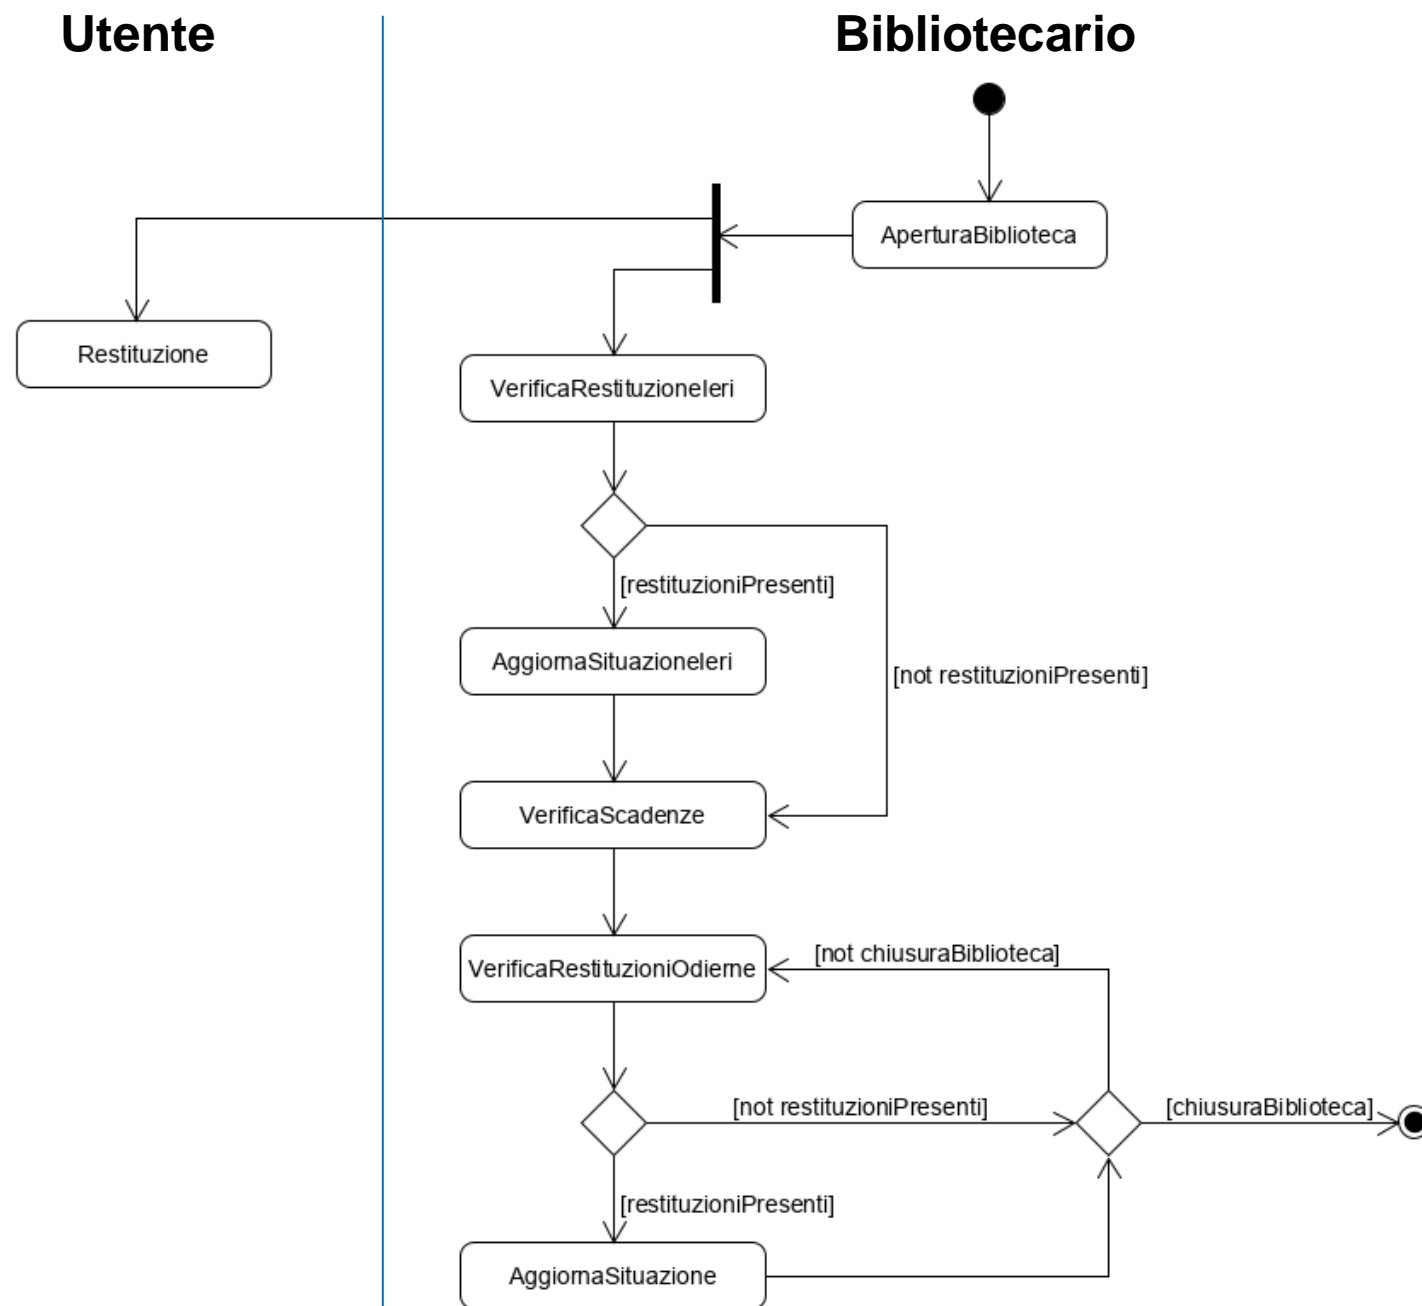 Utente
Bibliotecario
AperturaBiblioteca
Restituzione
VerificaRestituzioneIeri
[restituzioniPresenti]
AggiornaSituazioneIeri
[not restituzioniPresenti]
VerificaScadenze
[not chiusuraBiblioteca]
VerificaRestituzioniOdierne
[not restituzioniPresenti]
[chiusuraBiblioteca]
[restituzioniPresenti]
AggiornaSituazione